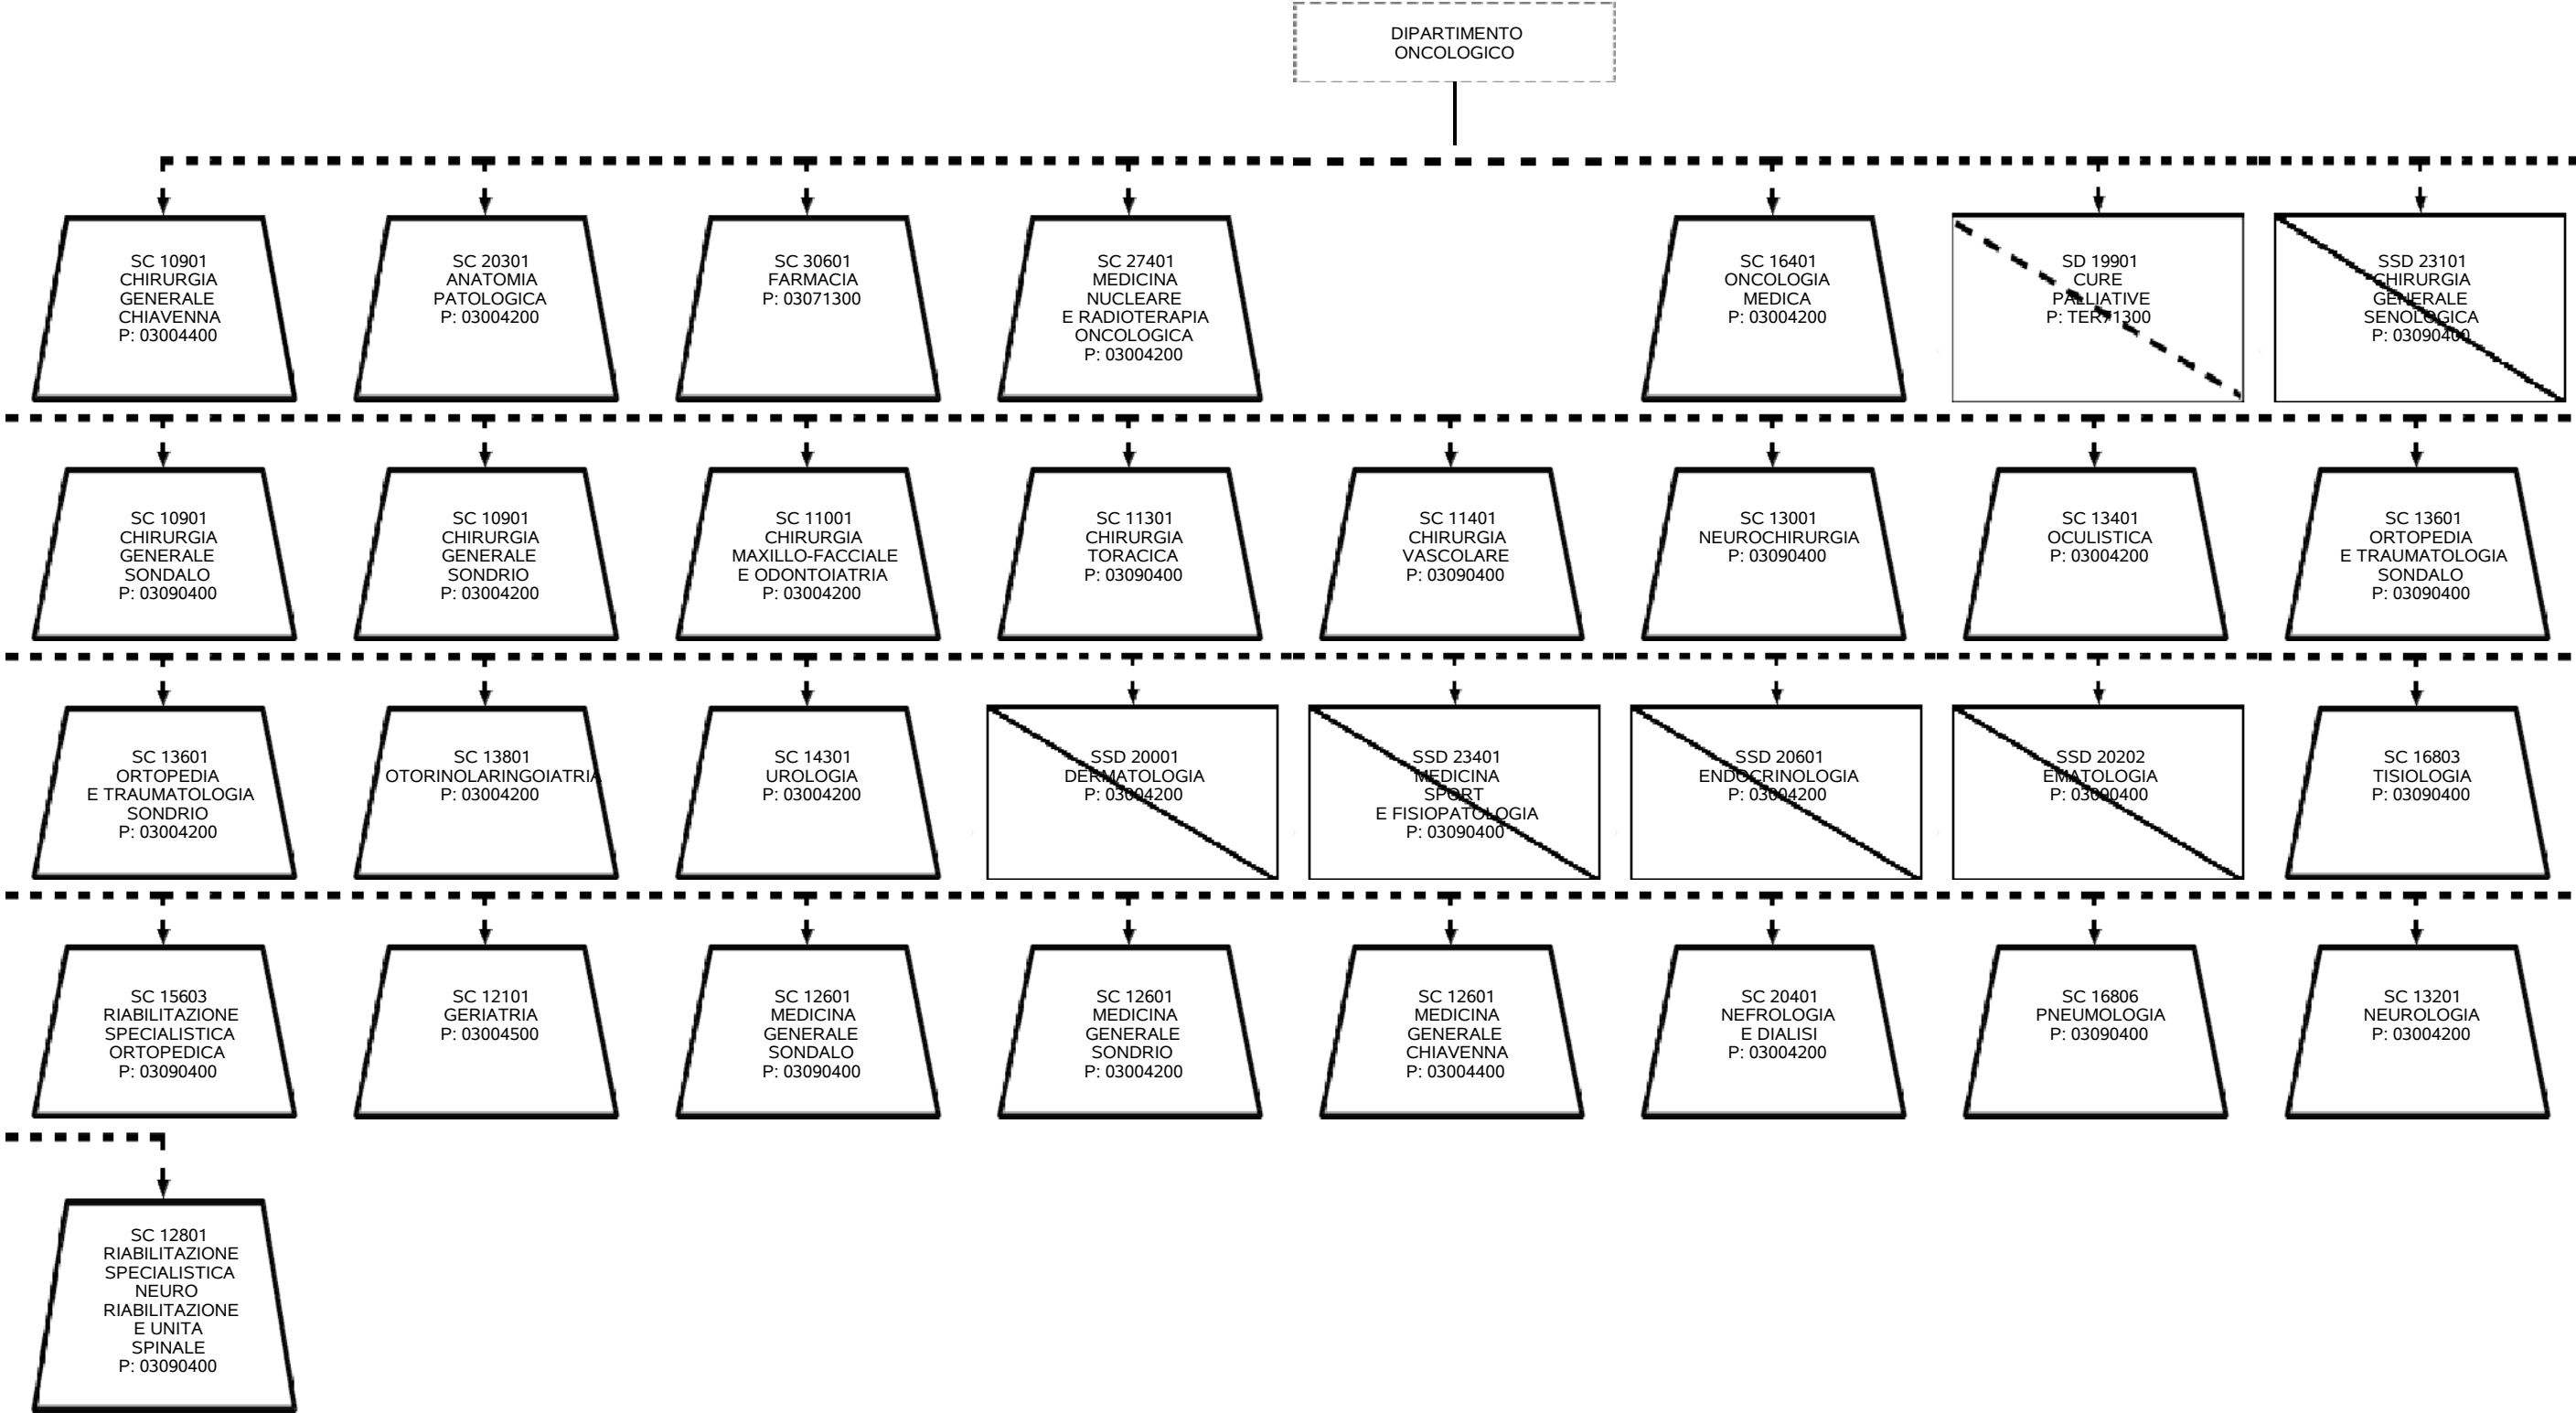 DIPARTIMENTO
ONCOLOGICO
SC 10901
CHIRURGIA
GENERALE
CHIAVENNA
P: 03004400
SC 20301
ANATOMIA
PATOLOGICA
P: 03004200
SC 30601
FARMACIA
P: 03071300
SC 27401
MEDICINA
NUCLEARE
E RADIOTERAPIA
ONCOLOGICA
P: 03004200
SC 16401
ONCOLOGIA
MEDICA
P: 03004200
SD 19901
CURE
PALLIATIVE
P: TER71300
SSD 23101
CHIRURGIA
GENERALE
SENOLOGICA
P: 03090400
SC 10901
CHIRURGIA
GENERALE
SONDALO
P: 03090400
SC 10901
CHIRURGIA
GENERALE
SONDRIO
P: 03004200
SC 11001
CHIRURGIA
MAXILLO-FACCIALE
E ODONTOIATRIA
P: 03004200
SC 11301
CHIRURGIA
TORACICA
P: 03090400
SC 11401
CHIRURGIA
VASCOLARE
P: 03090400
SC 13001
NEUROCHIRURGIA
P: 03090400
SC 13401
OCULISTICA
P: 03004200
SC 13601
ORTOPEDIA
E TRAUMATOLOGIA
SONDALO
P: 03090400
SC 13601
ORTOPEDIA
E TRAUMATOLOGIA
SONDRIO
P: 03004200
SC 13801
OTORINOLARINGOIATRIA
P: 03004200
SC 14301
UROLOGIA
P: 03004200
SSD 20001
DERMATOLOGIA
P: 03004200
SSD 23401
MEDICINA
SPORT
E FISIOPATOLOGIA
P: 03090400
SSD 20601
ENDOCRINOLOGIA
P: 03004200
SSD 20202
EMATOLOGIA
P: 03090400
SC 16803
TISIOLOGIA
P: 03090400
SC 15603
RIABILITAZIONE
SPECIALISTICA
ORTOPEDICA
P: 03090400
SC 12101
GERIATRIA
P: 03004500
SC 12601
MEDICINA
GENERALE
SONDALO
P: 03090400
SC 12601
MEDICINA
GENERALE
SONDRIO
P: 03004200
SC 12601
MEDICINA
GENERALE
CHIAVENNA
P: 03004400
SC 20401
NEFROLOGIA
E DIALISI
P: 03004200
SC 16806
PNEUMOLOGIA
P: 03090400
SC 13201
NEUROLOGIA
P: 03004200
SC 12801
RIABILITAZIONE
SPECIALISTICA
NEURO
RIABILITAZIONE
E UNITA
SPINALE
P: 03090400